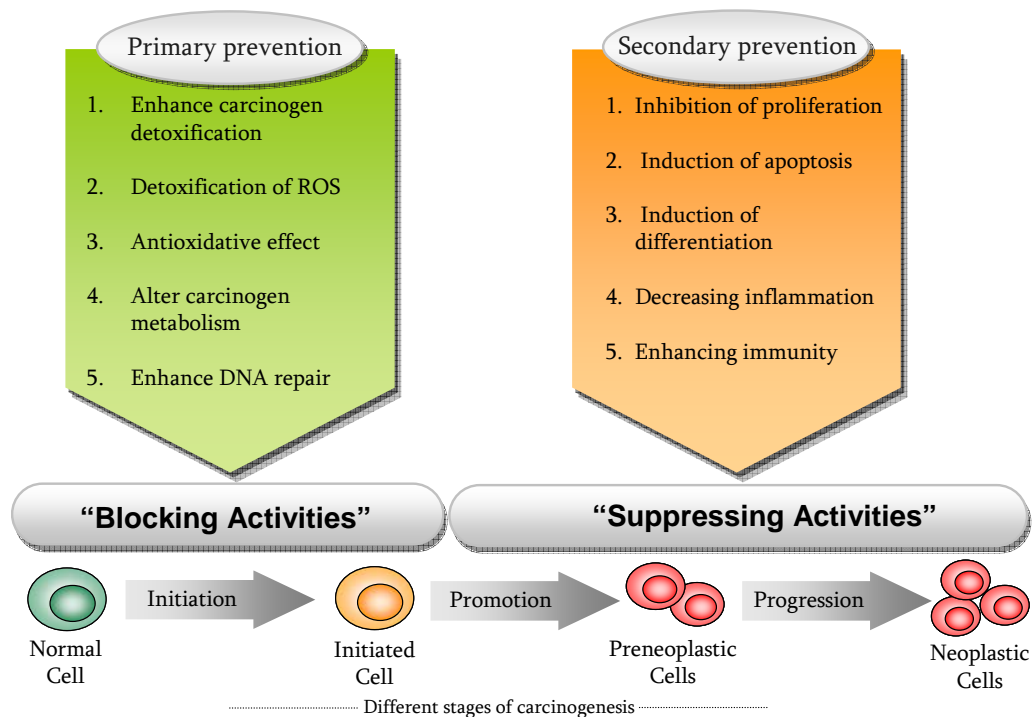 Primary prevention
1. Enhance carcinogen
detoxification
2. Detoxification of ROS
3. Antioxidative effect
4. Alter carcinogen
metabolism
5. Enhance DNA repair
Secondary prevention
1. Inhibition of proliferation
2. Induction of apoptosis
3. Induction of
differentiation
4. Decreasing inflammation
5. Enhancing immunity
“Blocking Activities”
“Suppressing Activities”
Normal
Cell
Initiation
Initiated
Cell
Promotion
Preneoplastic
Cells
Progression
Neoplastic
Cells
Different stages of carcinogenesis